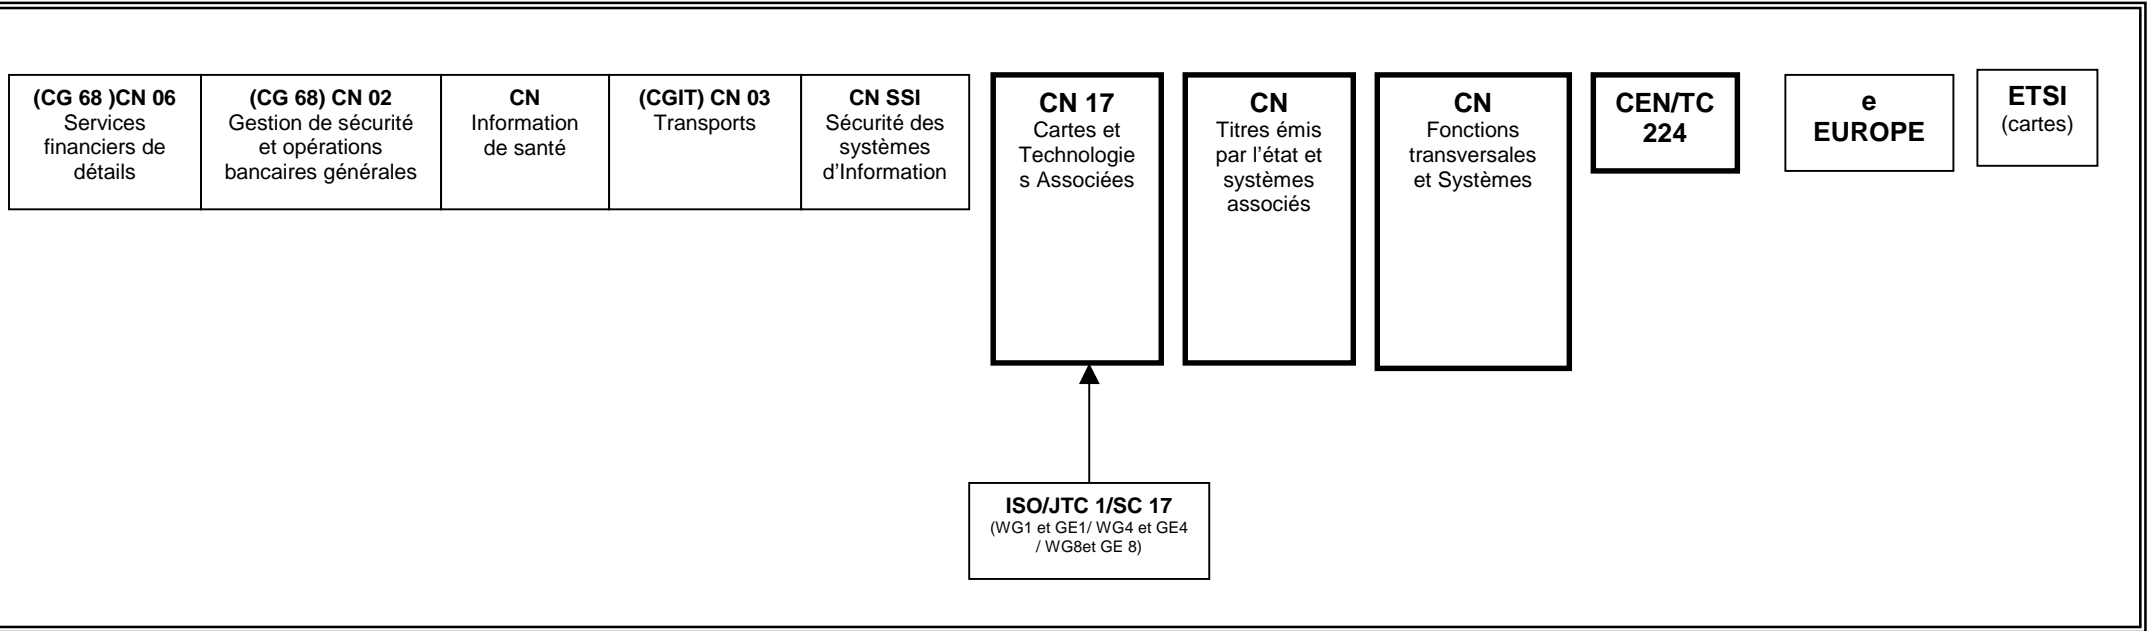 (CG 68 )CN 06
Services
financiers de
détails
(CG 68) CN 02
Gestion de sécurité
et opérations
bancaires générales
CN
Information
de santé
(CGIT) CN 03
Transports
CN SSI
Sécurité des
systèmes
d’Information
CN 17
Cartes et
Technologie
s Associées
CN
Titres émis
par l’état et
systèmes
associés
CN
Fonctions
transversales
et Systèmes
CEN/TC
224
e
EUROPE
ETSI
(cartes)
ISO/JTC 1/SC 17
(WG1 et GE1/ WG4 et GE4
/ WG8et GE 8)